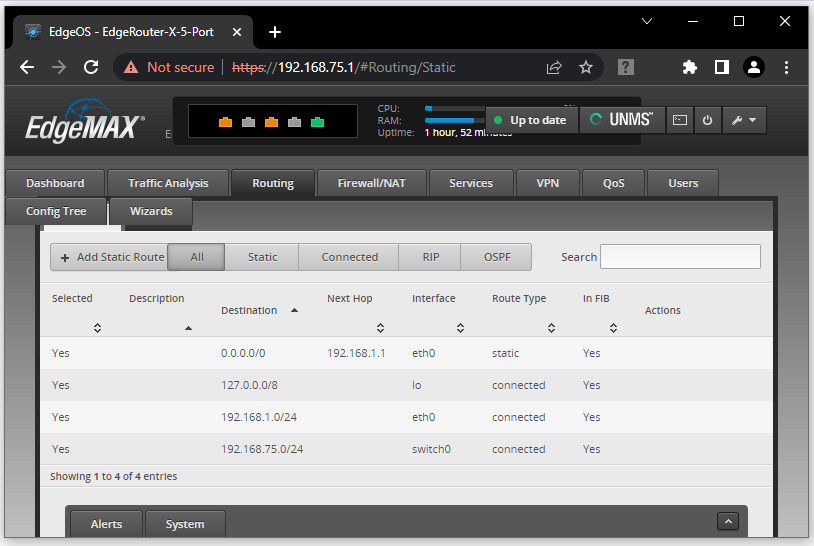 EdgeOS - EdgeRouter-X-5-Port
Not secure | https://192.168.75.1/#Routing/Static
EdgeMAX®
CPU:
RAM:
Uptime: 1 hour, 52 minutes
Up to date
UNMS™
Dashboard Traffic Analysis Routing Firewall/NAT Services VPN QoS Users
Config Tree Wizards
+ Add Static Route All Static Connected RIP OSPF Search
Selected Description Destination Next Hop Interface Route Type In FIB Actions
Yes 0.0.0.0/0 192.168.1.1 eth0 static Yes
Yes 127.0.0.0/8 lo connected Yes
Yes 192.168.1.0/24 eth0 connected Yes
Yes 192.168.75.0/24 switch0 connected Yes
Showing 1 to 4 of 4 entries
Alerts System